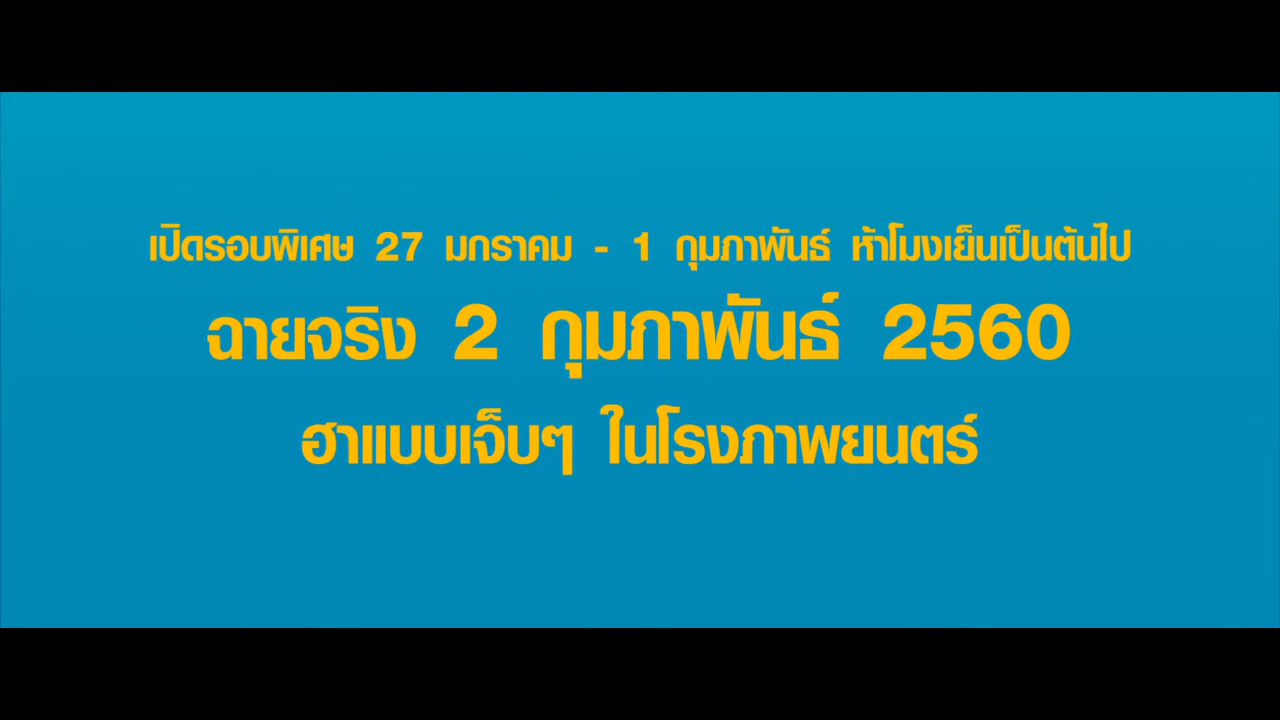 เปิดรอบพิเศษ 27 มกราคม - 1 กุมภาพันธ์ ห้าโมงเย็นเป็นต้นไป
ฉายจริง 2 กุมภาพันธ์ 2560
ฮาแบบเจ็บๆ ในโรงภาพยนตร์